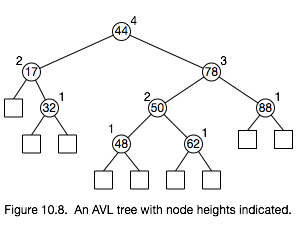 44 4
2 17 78 3
32 1 2 50 88 1
1 48 62 1
Figure 10.8. An AVL tree with node heights indicated.